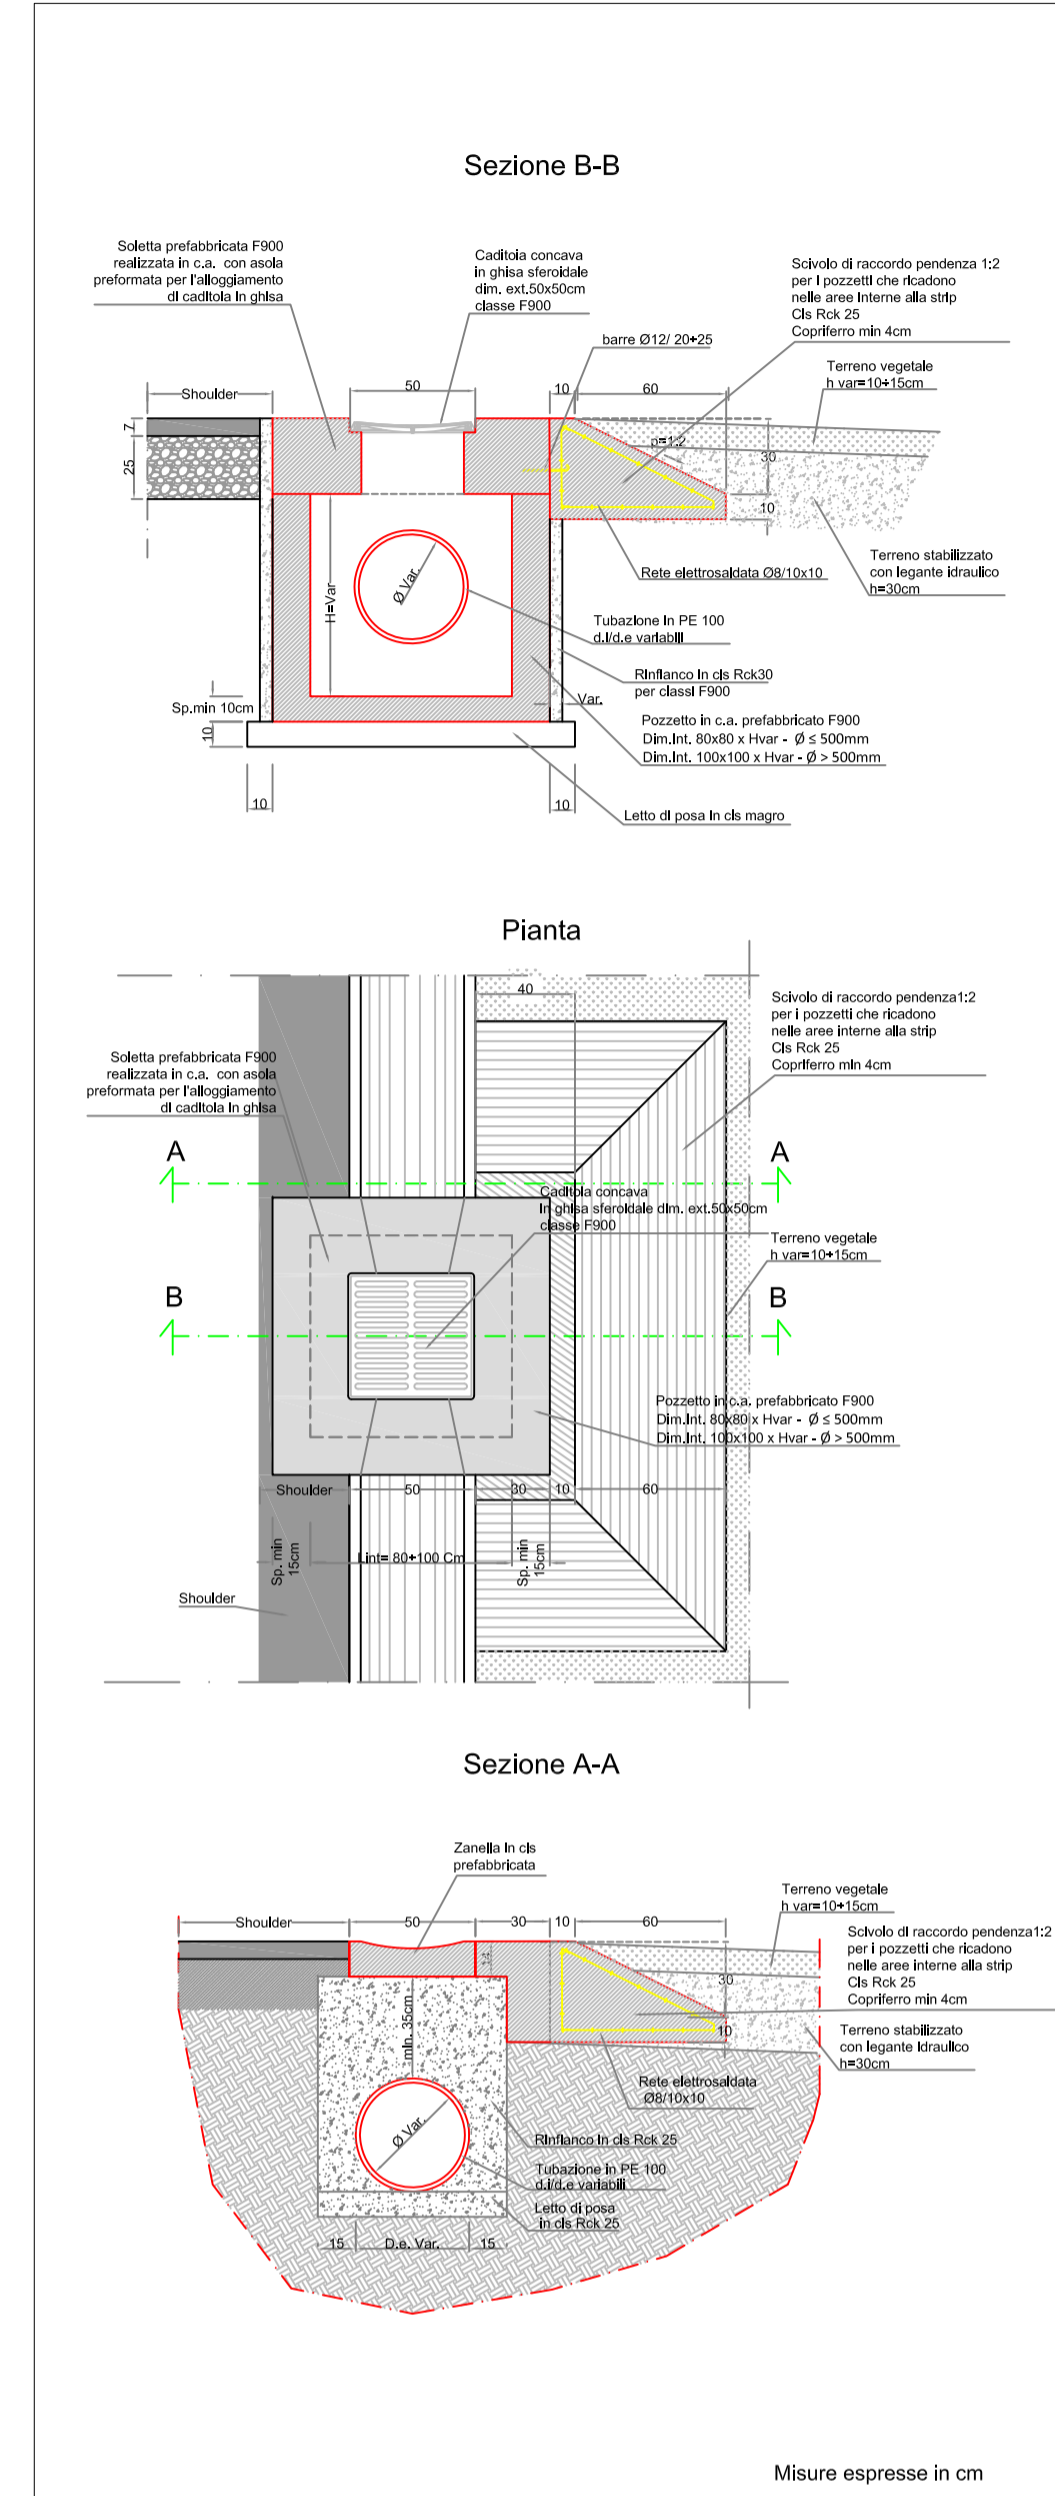 Sezione B-B
Soletta prefabbricata F900
realizzata in c.a. con asola
preformata per l'alloggiamento
di caditoia in ghisa
Caditoia concava
in ghisa sferoidale
dim. ext.50x50cm
classe F900
Scivolo di raccordo pendenza 1:2
per i pozzetti che ricadono
nelle aree interne alla strip
Cls Rck 25
Copriferro min 4cm
barre Ø12/ 20÷25
Terreno vegetale
h var=10÷15cm
Shoulder
50
10
60
7
25
p=1:2
30
10
Terreno stabilizzato
con legante idraulico
h=30cm
Rete elettrosaldata Ø8/10x10
H=Var
Ø Var.
Tubazione in PE 100
d.i/d.e variabili
Rinfianco in cls Rck30
per classi F900
Var.
Sp.min 10cm
10
Pozzetto in c.a. prefabbricato F900
Dim.Int. 80x80 x Hvar - Ø ≤ 500mm
Dim.Int. 100x100 x Hvar - Ø > 500mm
10
10
Letto di posa in cls magro
Pianta
40
Scivolo di raccordo pendenza1:2
per i pozzetti che ricadono
nelle aree interne alla strip
Cls Rck 25
Copriferro min 4cm
Soletta prefabbricata F900
realizzata in c.a. con asola
preformata per l'alloggiamento
di caditoia in ghisa
A
A
Caditoia concava
in ghisa sferoidale dim. ext.50x50cm
classe F900
Terreno vegetale
h var=10÷15cm
B
B
Pozzetto in c.a. prefabbricato F900
Dim.Int. 80x80 x Hvar - Ø ≤ 500mm
Dim.Int. 100x100 x Hvar - Ø > 500mm
Shoulder
50
30
10
60
Sp. min
15cm
Lint= 80÷100 Cm
Sp. min
15cm
Shoulder
Sezione A-A
Zanella in cls
prefabbricata
Terreno vegetale
h var=10÷15cm
Shoulder
50
30
10
60
Scivolo di raccordo pendenza1:2
per i pozzetti che ricadono
nelle aree interne alla strip
Cls Rck 25
Copriferro min 4cm
14
30
10
min. 35cm
Terreno stabilizzato
con legante idraulico
h=30cm
Rete elettrosaldata
Ø8/10x10
Ø Var.
Rinfianco in cls Rck 25
Tubazione in PE 100
d.i/d.e variabili
Letto di posa
in cls Rck 25
15
D.e. Var.
15
Misure espresse in cm